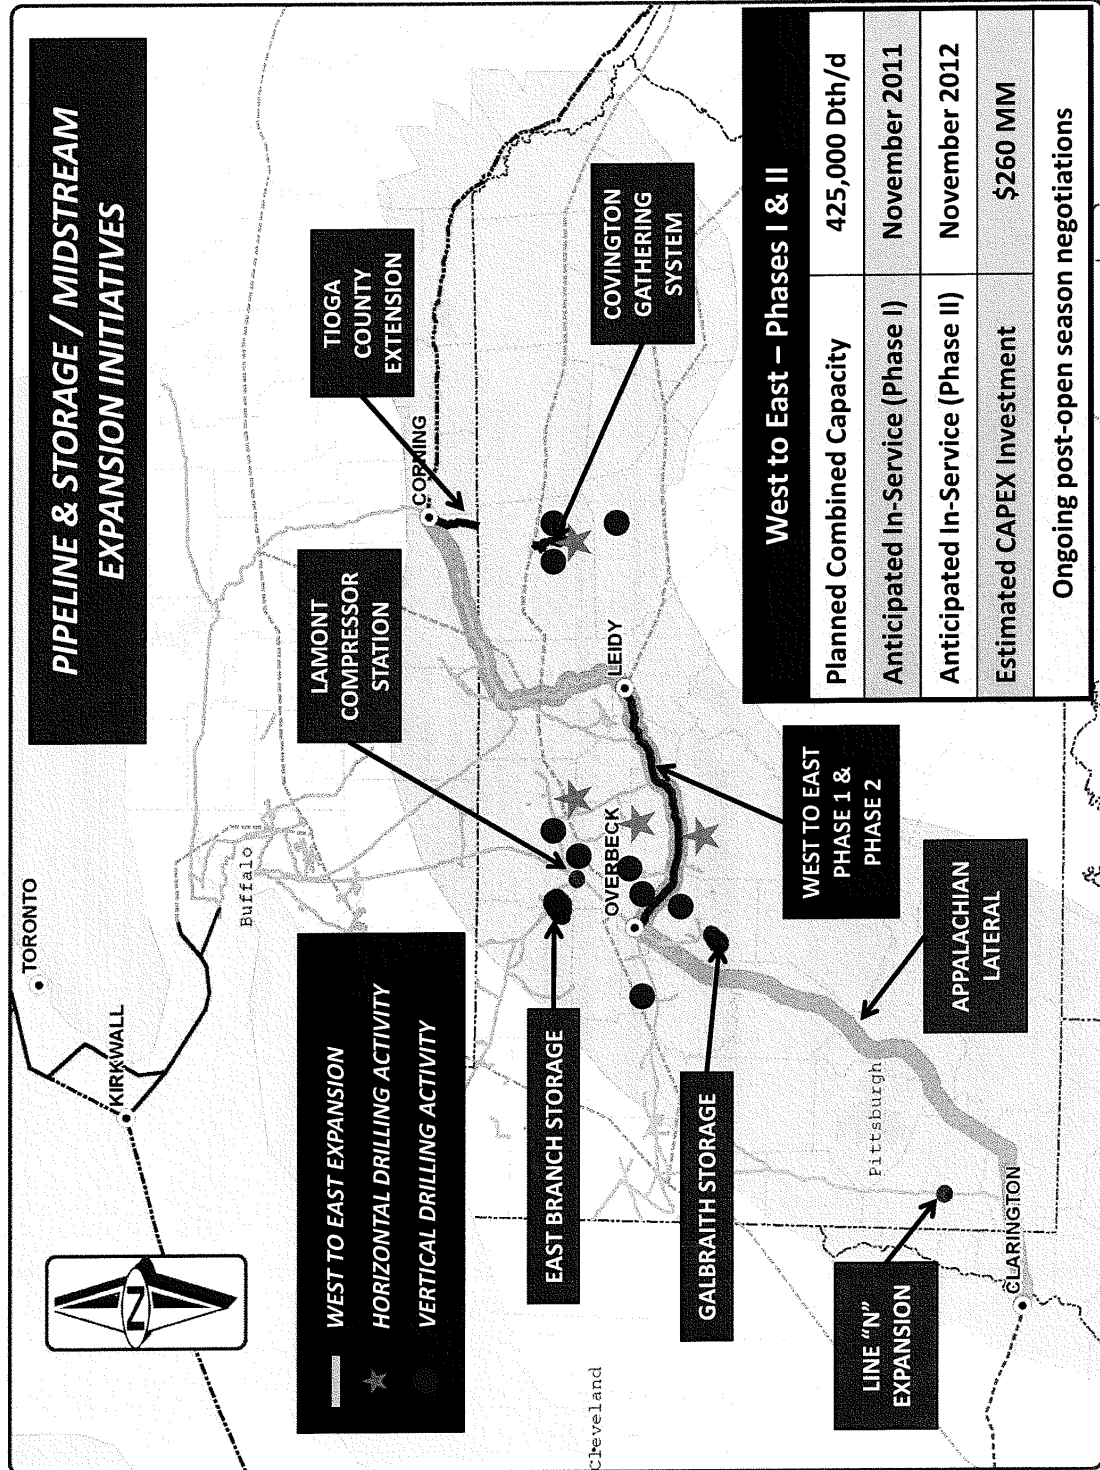 PIPELINE & STORAGE / MIDSTREAM
EXPANSION INITIATIVES
N
TORONTO
KIRKWALL
Buffalo
WEST TO EAST EXPANSION
HORIZONTAL DRILLING ACTIVITY
VERTICAL DRILLING ACTIVITY
LAMONT
COMPRESSOR
STATION
TIOGA
COUNTY
EXTENSION
CORNING
COVINGTON
GATHERING
SYSTEM
EAST BRANCH STORAGE
OVERBECK
LEIDY
Cleveland
GALBRAITH STORAGE
WEST TO EAST
PHASE 1 &
PHASE 2
Pittsburgh
APPALACHIAN
LATERAL
LINE “N”
EXPANSION
CLARINGTON
West to East – Phases I & II
Planned Combined Capacity 425,000 Dth/d
Anticipated In-Service (Phase I) November 2011
Anticipated In-Service (Phase II) November 2012
Estimated CAPEX Investment $260 MM
Ongoing post-open season negotiations